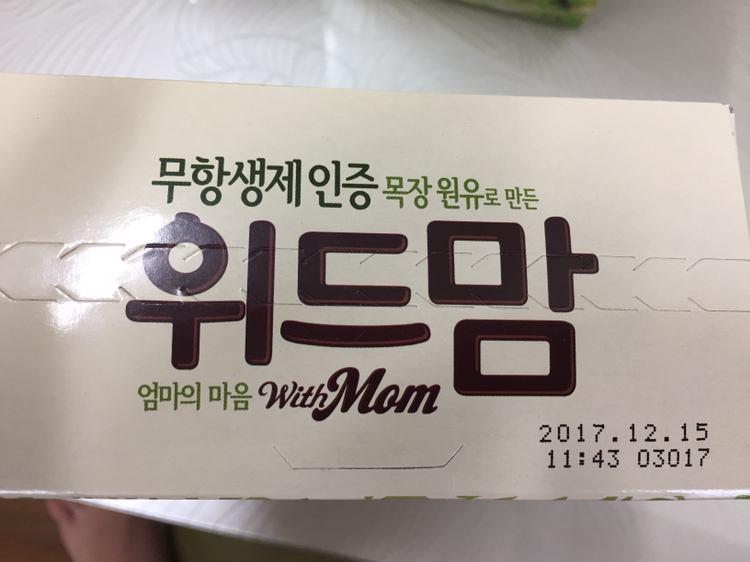 무항생제 인증 목장 원유로 만든
위드맘
엄마의 마음 With Mom
2017.12.15
11:43 03017